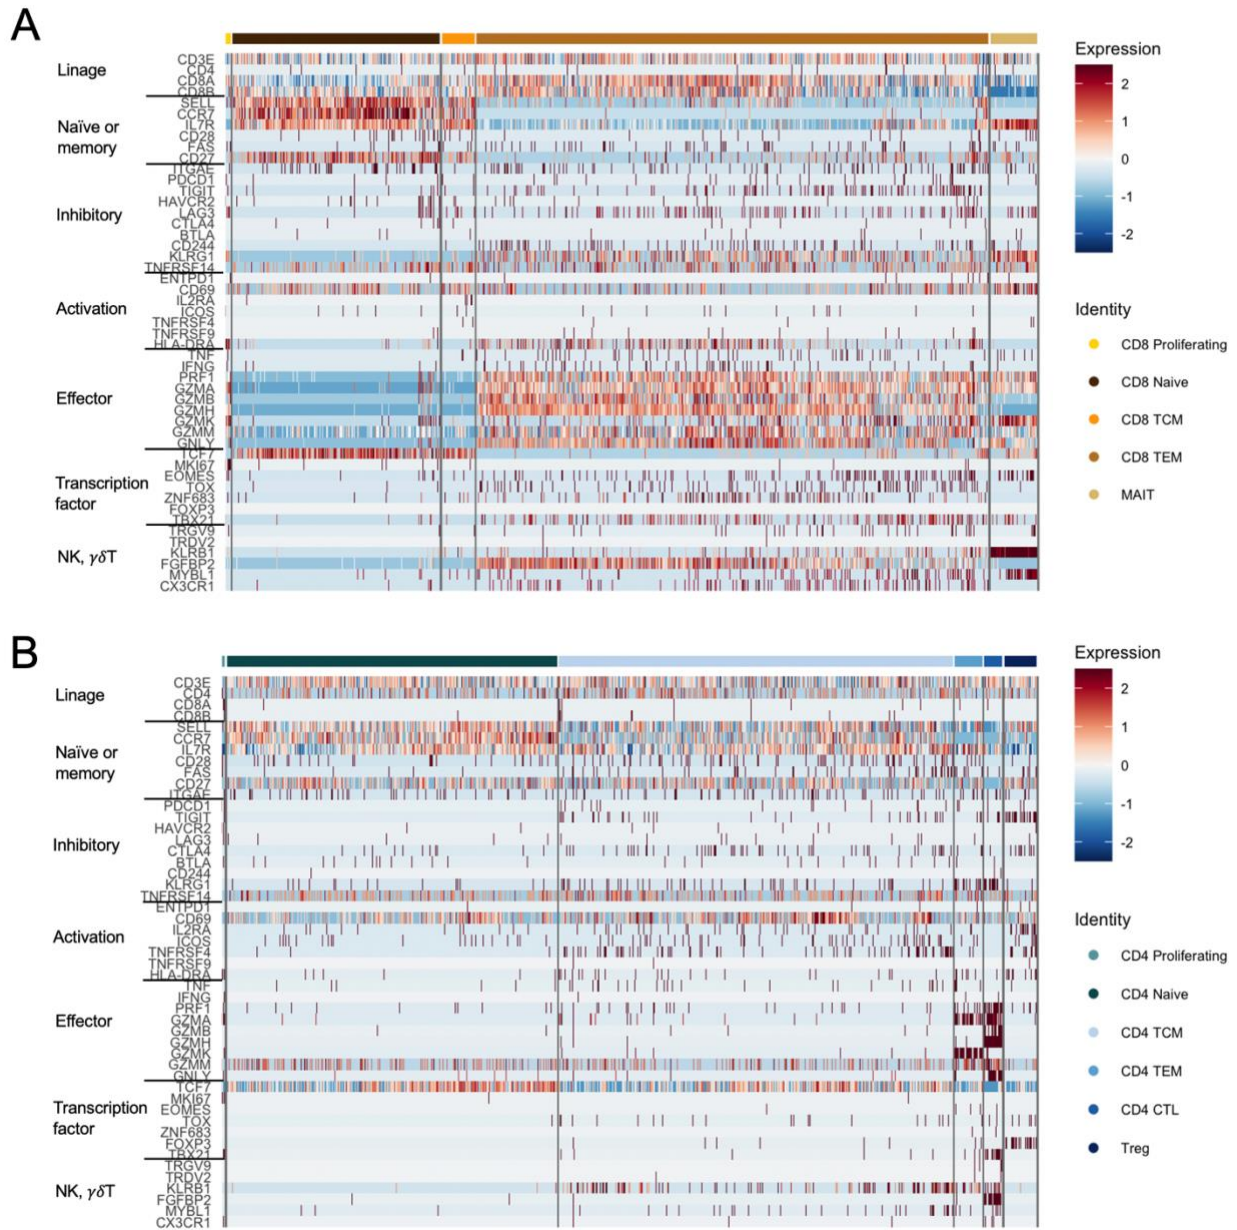 A
Linage
Naïve or
memory
Inhibitory
Activation
Effector
Transcription
factor
NK, γδT
CD3E
CD4
CD8A
CD8B
SELL
CCR7
IL7R
CD28
FAS
CD27
ITGAE
PDCD1
TIGIT
HAVCR2
LAG3
CTLA4
BTLA
CD244
KLRG1
TNFRSF14
ENTPD1
CD69
IL2RA
ICOS
TNFRSF4
TNFRSF9
HLA-DRA
TNF
IFNG
PRF1
GZMA
GZMB
GZMH
GZMK
GZMM
GNLY
TCF7
MKI67
EOMES
TOX
ZNF683
FOXP3
TBX21
TRGV9
TRDV2
KLRB1
FGFBP2
MYBL1
CX3CR1
Expression
2
1
0
-1
-2
Identity
CD8 Proliferating
CD8 Naive
CD8 TCM
CD8 TEM
MAIT
B
Linage
Naïve or
memory
Inhibitory
Activation
Effector
Transcription
factor
NK, γδT
CD3E
CD4
CD8A
CD8B
SELL
CCR7
IL7R
CD28
FAS
CD27
ITGAE
PDCD1
TIGIT
HAVCR2
LAG3
CTLA4
BTLA
CD244
KLRG1
TNFRSF14
ENTPD1
CD69
IL2RA
ICOS
TNFRSF4
TNFRSF9
HLA-DRA
TNF
IFNG
PRF1
GZMA
GZMB
GZMH
GZMK
GZMM
GNLY
TCF7
MKI67
EOMES
TOX
ZNF683
FOXP3
TBX21
TRGV9
TRDV2
KLRB1
FGFBP2
MYBL1
CX3CR1
Expression
2
1
0
-1
-2
Identity
CD4 Proliferating
CD4 Naive
CD4 TCM
CD4 TEM
CD4 CTL
Treg